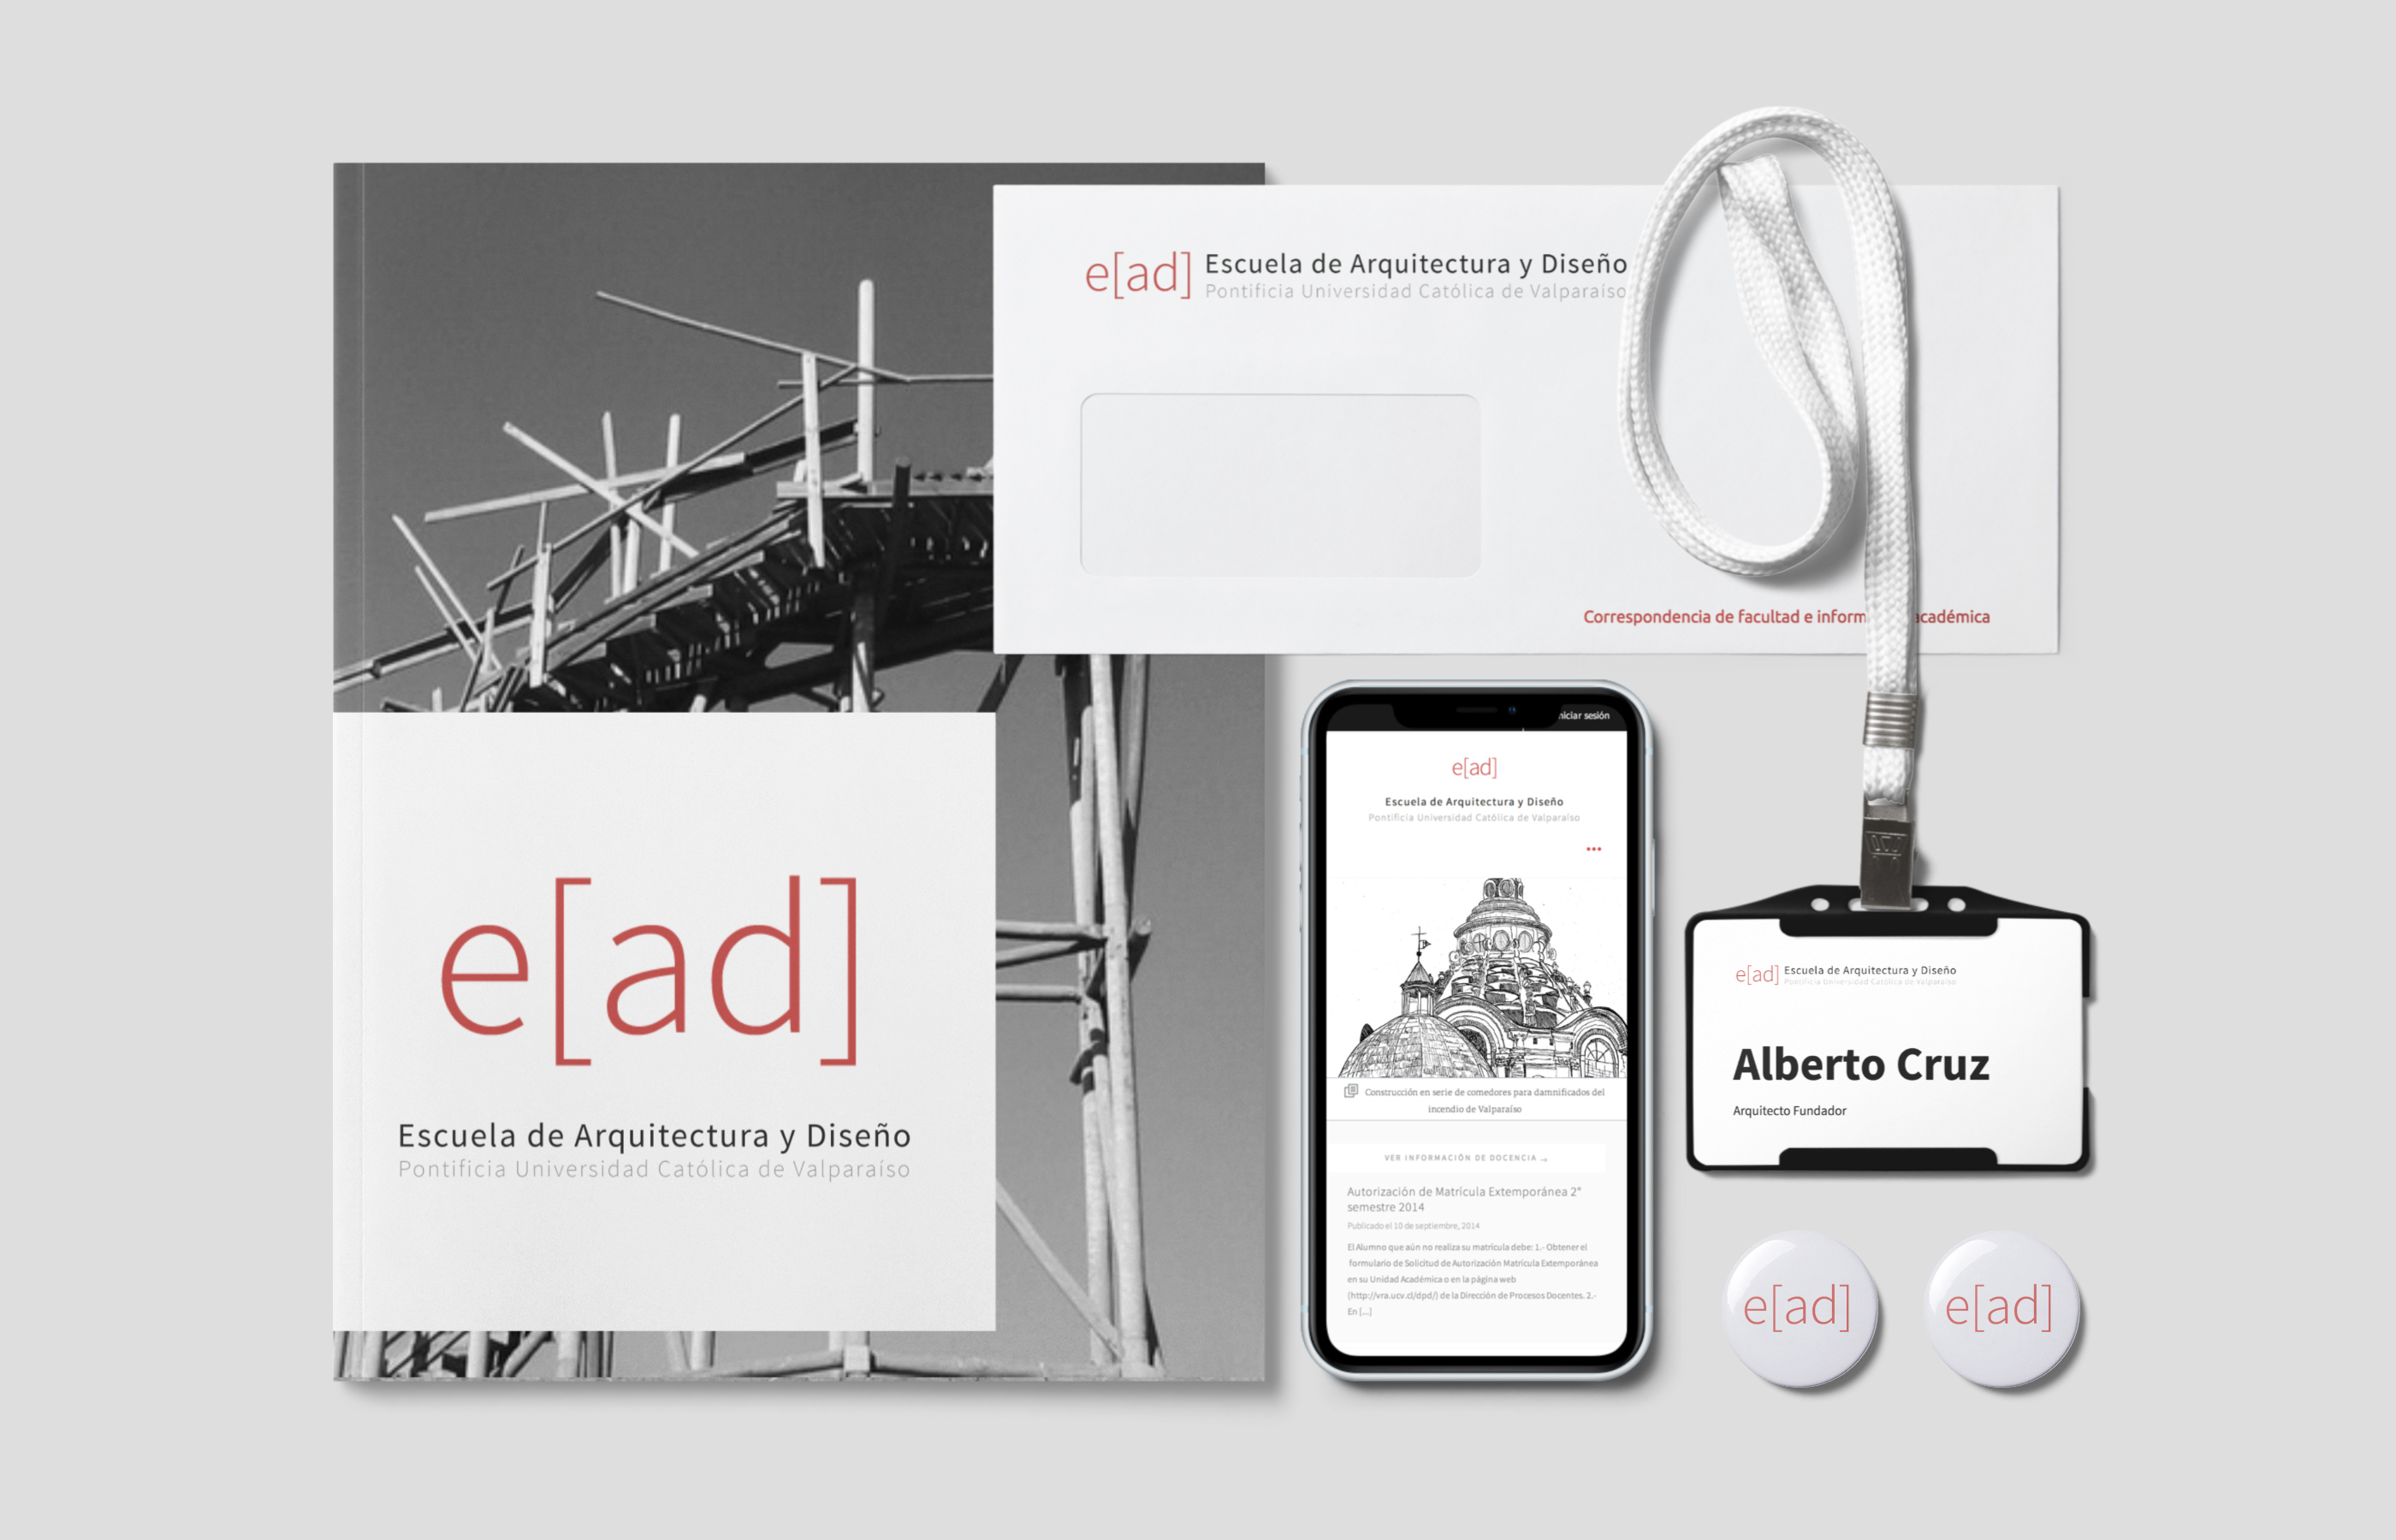 e[ad] Escuela de Arquitectura y Diseño
Pontificia Universidad Católica de Valparaíso
Correspondencia de facultad e inform académica
e[ad]
Escuela de Arquitectura y Diseño
Pontificia Universidad Católica de Valparaíso
niciar sesión
e[ad]
Escuela de Arquitectura y Diseño
Pontificia Universidad Católica de Valparaíso
Construcción en serie de comedores para damnificados del
incendio de Valparaíso
VER INFORMACIÓN DE DOCENCIA →
Autorización de Matrícula Extemporánea 2°
semestre 2014
Publicado el 10 de septiembre, 2014
El Alumno que aún no realiza su matrícula debe: 1.- Obtener el
formulario de Solicitud de Autorización Matrícula Extemporánea
en su Unidad Académica o en la página web
(http://vra.ucv.cl/dpd/) de la Dirección de Procesos Docentes. 2.-
En [...]
e[ad] Escuela de Arquitectura y Diseño
Pontificia Universidad Católica de Valparaíso
Alberto Cruz
Arquitecto Fundador
e[ad]
e[ad]